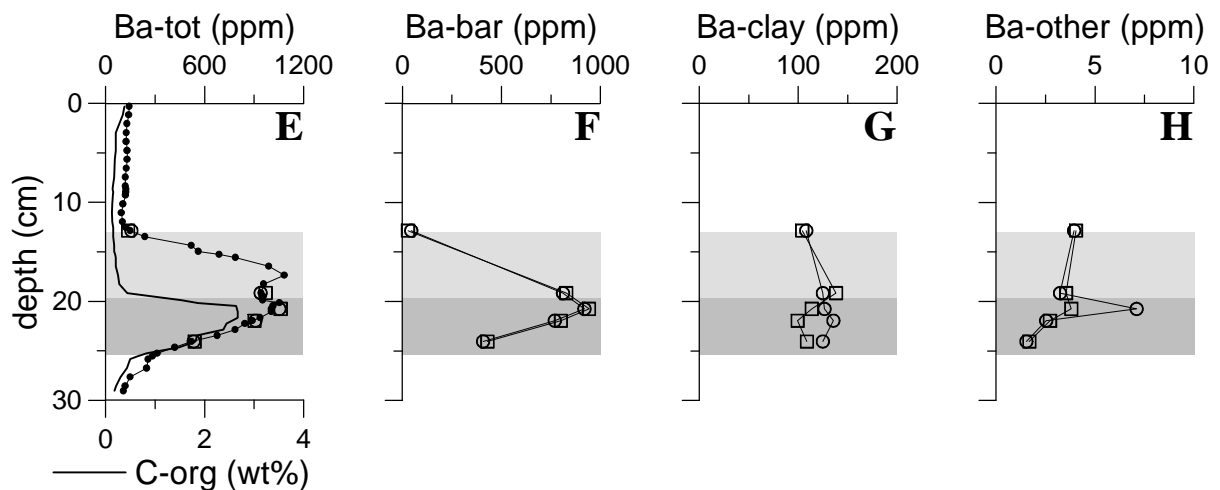 Ba-tot (ppm) Ba-bar (ppm) Ba-clay (ppm) Ba-other (ppm)
0 600 1200 0 500 1000 0 100 200 0 5 10
0 E F G H
10
depth (cm)
20
30
0 2 4
C-org (wt%)